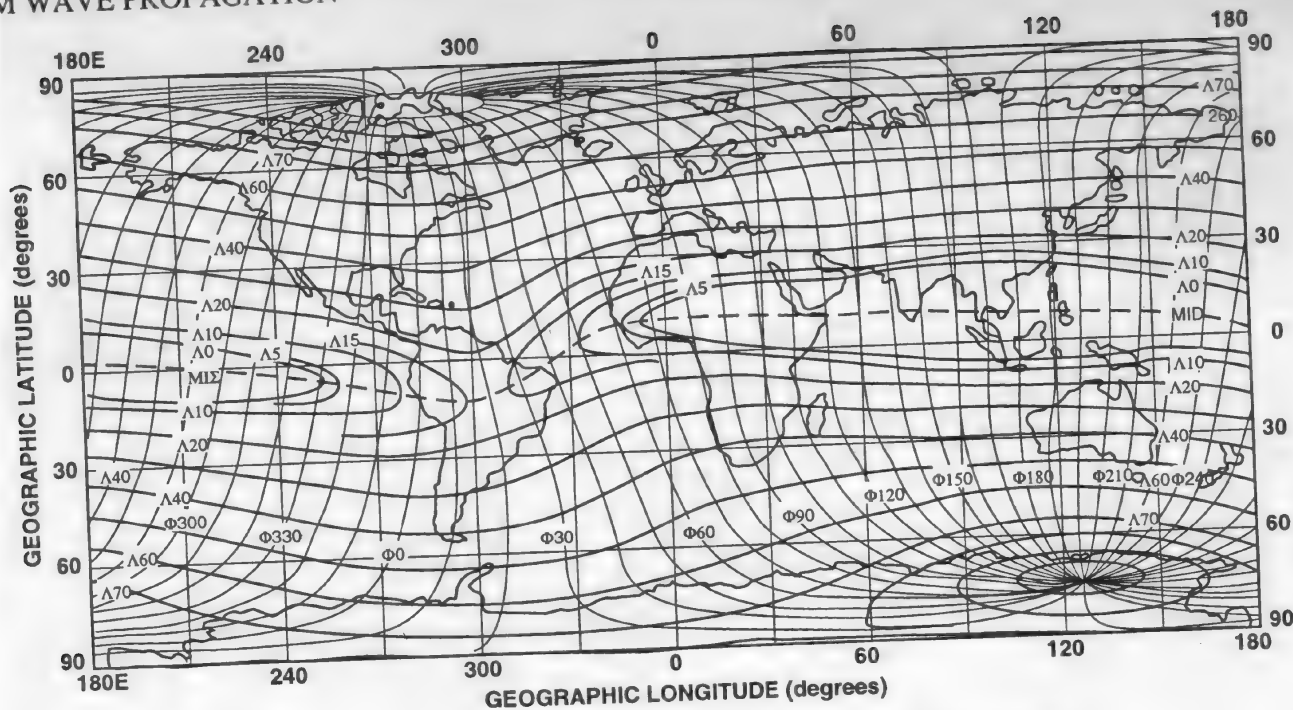 M WAVE PROPAGATION
180E 240 300 0 60 120 180
90 90
Λ70
260
Λ70
60 60
Λ60
Λ40
Λ40
Λ20 30
30 Λ15 Λ10
Λ20 Λ5 Λ0
Λ10 Λ15 MID
Λ0 Λ5 0
0 MIΣ Λ10
Λ10 Λ20
Λ20 Λ40 30
30 Λ40 Φ150 Φ180 Φ210 Λ60 Φ240
Λ40 Φ120
Φ300 Φ330 Φ0 Φ30 Φ60 Φ90 Λ70 60
Λ60
60
Λ70
90 90
180E 240 300 0 60 120 180
GEOGRAPHIC LATITUDE (degrees)
GEOGRAPHIC LONGITUDE (degrees)